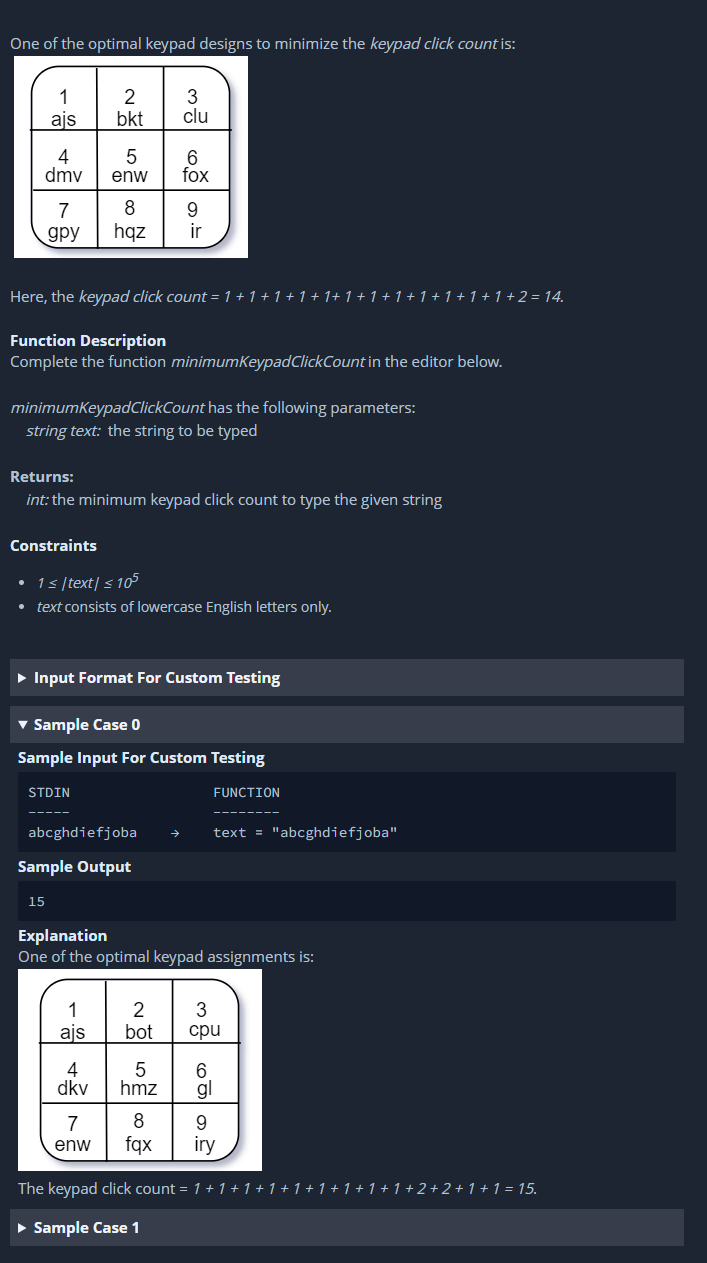 One of the optimal keypad designs to minimize the keypad click count is:
1 2 3
ajs bkt clu
4 5 6
dmv enw fox
7 8 9
gpy hqz ir
Here, the keypad click count = 1 + 1 + 1 + 1 + 1+ 1 + 1 + 1 + 1 + 1 + 1 + 1 + 2 = 14.
Function Description
Complete the function minimumKeypadClickCount in the editor below.
minimumKeypadClickCount has the following parameters:
string text: the string to be typed
Returns:
int: the minimum keypad click count to type the given string
Constraints
• 1 ≤ |text| ≤ 10⁵
• text consists of lowercase English letters only.
▶ Input Format For Custom Testing
▼ Sample Case 0
Sample Input For Custom Testing
STDIN FUNCTION
----- --------
abcghdiefjoba → text = "abcghdiefjoba"
Sample Output
15
Explanation
One of the optimal keypad assignments is:
1 2 3
ajs bot cpu
4 5 6
dkv hmz gl
7 8 9
enw fqx iry
The keypad click count = 1 + 1 + 1 + 1 + 1 + 1 + 1 + 1 + 1 + 2 + 2 + 1 + 1 = 15.
▶ Sample Case 1